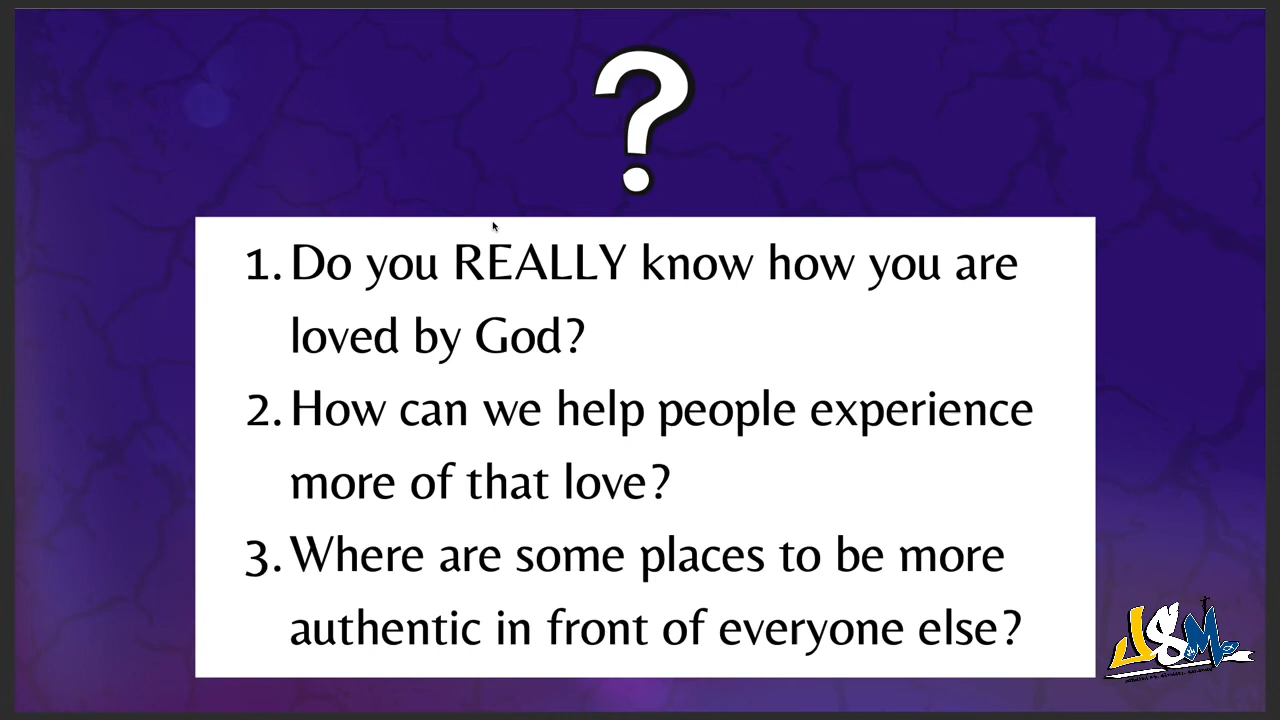 ?
1. Do you REALLY know how you are
loved by God?
2. How can we help people experience
more of that love?
3. Where are some places to be more
authentic in front of everyone else?
JSM